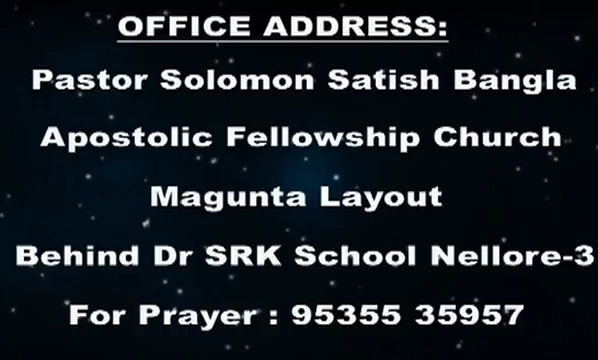 OFFICE ADDRESS:
Pastor Solomon Satish Bangla
Apostolic Fellowship Church
Magunta Layout
Behind Dr SRK School Nellore-3
For Prayer : 95355 35957